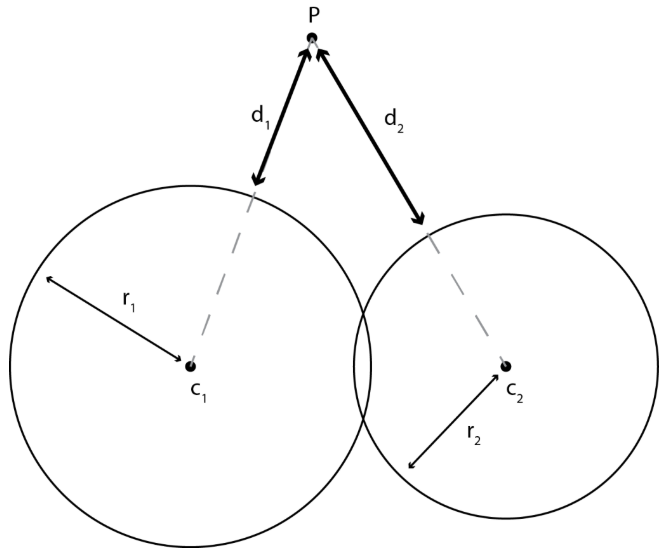 P
d₁
d₂
r₁
c₁
c₂
r₂